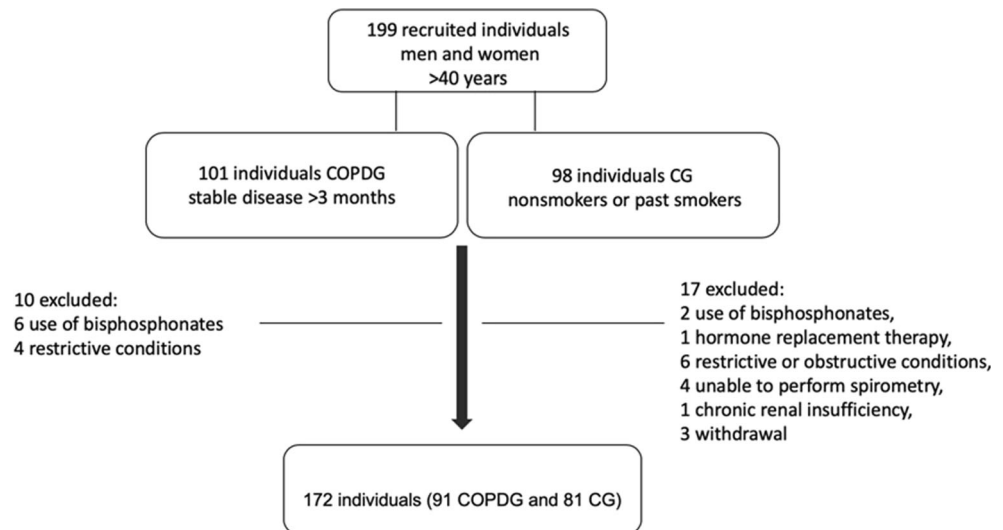 199 recruited individuals
men and women
>40 years
101 individuals COPDG
stable disease >3 months
98 individuals CG
nonsmokers or past smokers
10 excluded:
6 use of bisphosphonates
4 restrictive conditions
17 excluded:
2 use of bisphosphonates,
1 hormone replacement therapy,
6 restrictive or obstructive conditions,
4 unable to perform spirometry,
1 chronic renal insufficiency,
3 withdrawal
172 individuals (91 COPDG and 81 CG)